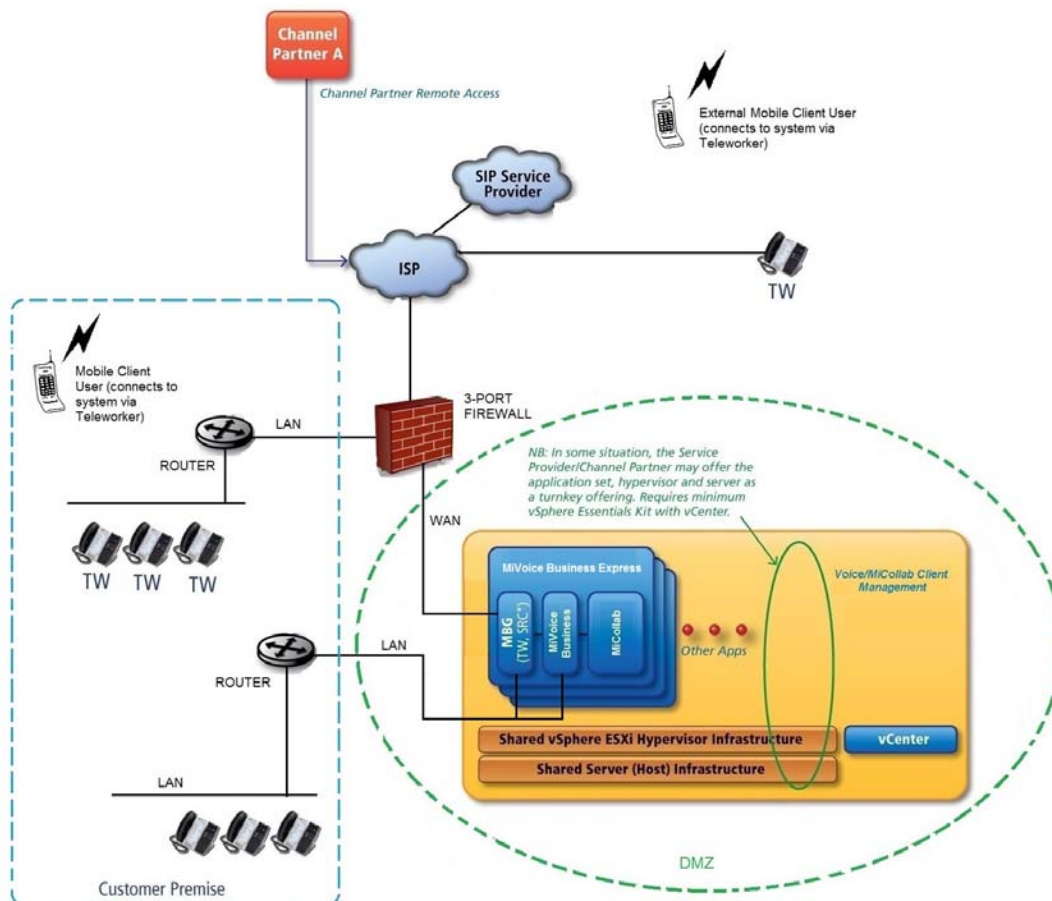 Channel
Partner A
Channel Partner Remote Access
External Mobile Client User
(connects to system via
Teleworker)
SIP Service
Provider
ISP
TW
Mobile Client
User (connects to
system via
Teleworker)
3-PORT
FIREWALL
LAN
ROUTER
TW
TW
TW
WAN
NB: In some situation, the Service
Provider/Channel Partner may offer the
application set, hypervisor and server as
a turnkey offering. Requires minimum
vSphere Essentials Kit with vCenter.
MiVoice Business Express
MBG
(TW, SRC*)
MiVoice
Business
MiCollab
Other Apps
Voice/MiCollab Client
Management
LAN
ROUTER
Shared vSphere ESXi Hypervisor Infrastructure
vCenter
Shared Server (Host) Infrastructure
LAN
DMZ
Customer Premise